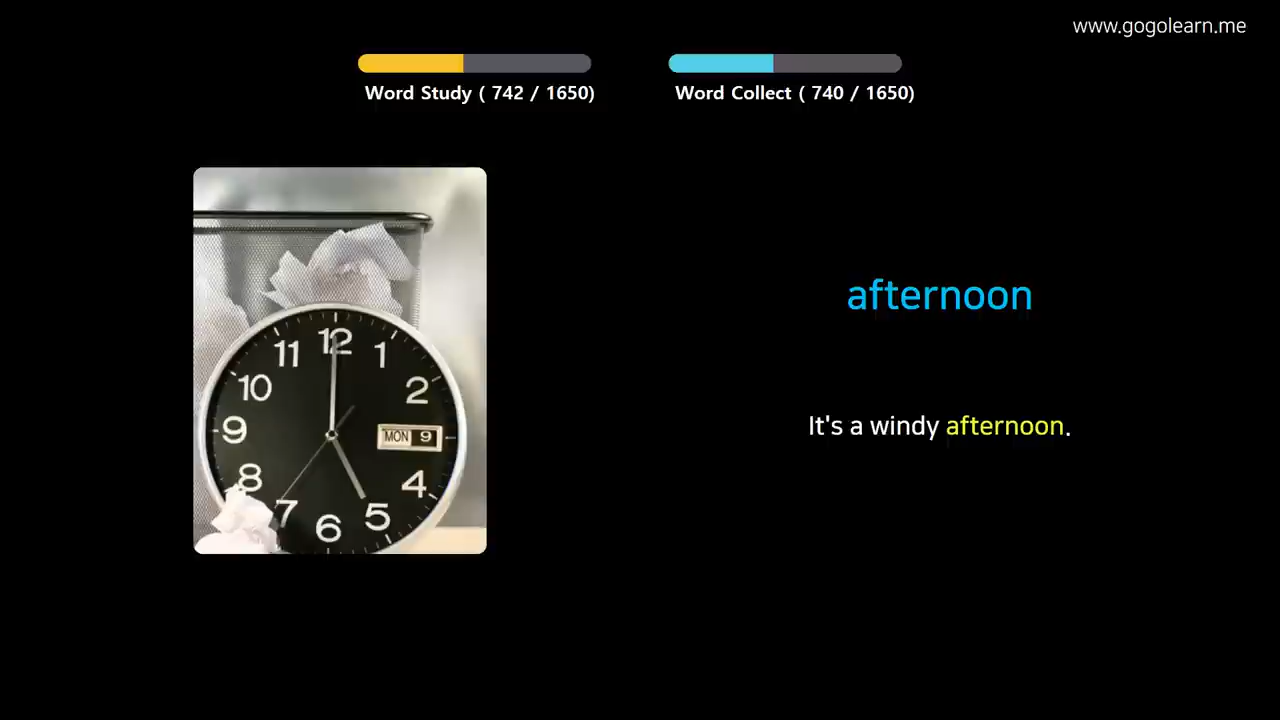 www.gogolearn.me
Word Study ( 742 / 1650)
Word Collect ( 740 / 1650)
afternoon
It's a windy afternoon.
12
11
1
10
2
9
MON 9
8
4
7
5
6